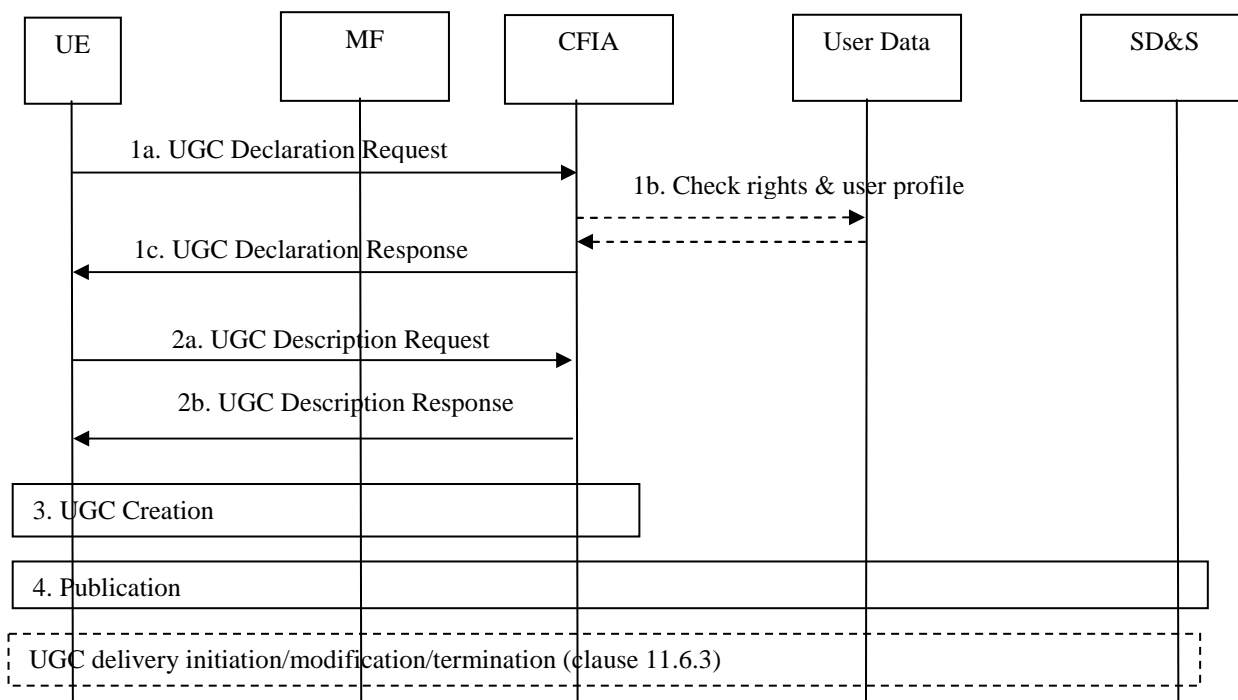 UE
MF
CFIA
User Data
SD&S
1a. UGC Declaration Request
1b. Check rights & user profile
1c. UGC Declaration Response
2a. UGC Description Request
2b. UGC Description Response
3. UGC Creation
4. Publication
UGC delivery initiation/modification/termination (clause 11.6.3)